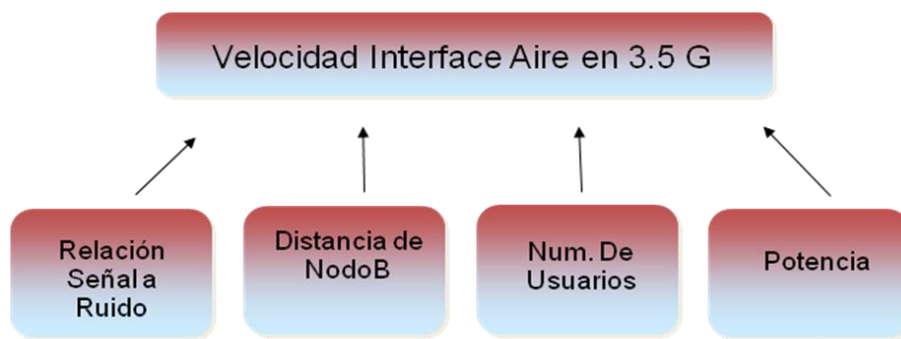 Velocidad Interface Aire en 3.5 G
Relación
Señal a
Ruido
Distancia de
NodoB
Num. De
Usuarios
Potencia